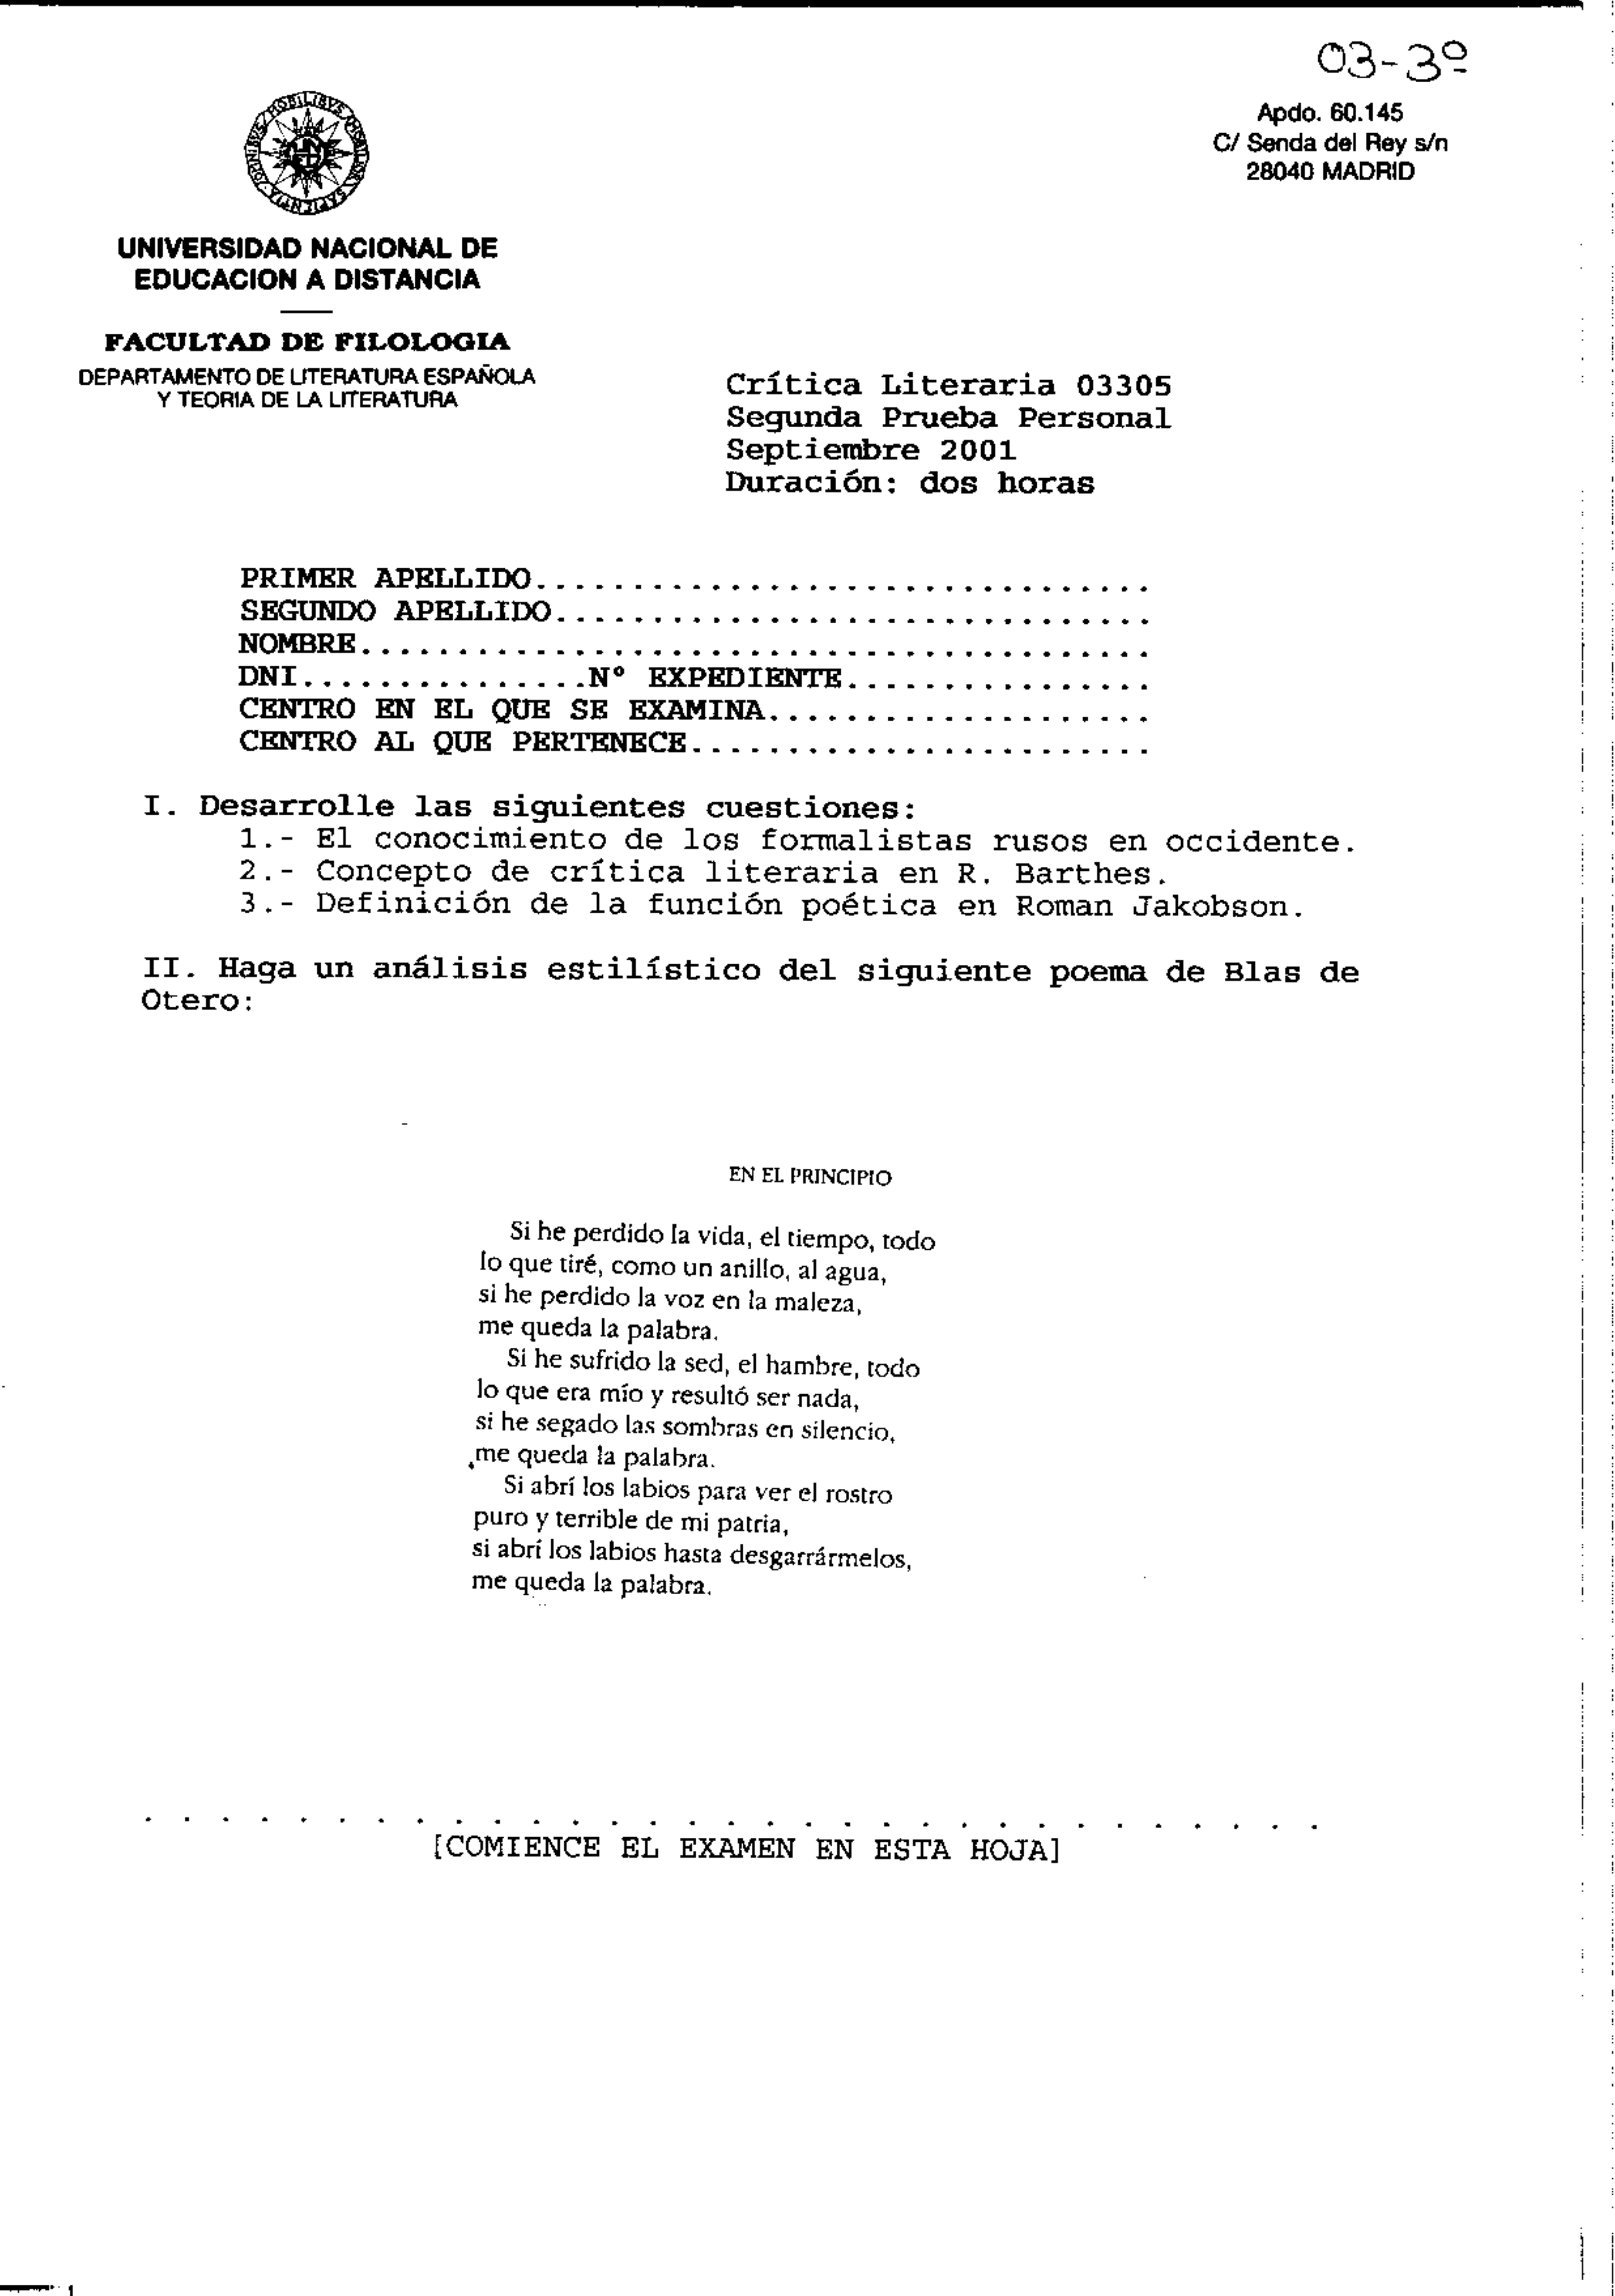 03-3º
Apdo. 60.145
C/ Senda del Rey s/n
28040 MADRID
OMNIBVS MOBILIBVS MOBILIOR SAPIENTIA
UNIVERSIDAD NACIONAL DE
EDUCACION A DISTANCIA
FACULTAD DE FILOLOGIA
DEPARTAMENTO DE LITERATURA ESPAÑOLA
Y TEORIA DE LA LITERATURA
Crítica Literaria 03305
Segunda Prueba Personal
Septiembre 2001
Duración: dos horas
PRIMER APELLIDO................................
SEGUNDO APELLIDO...............................
NOMBRE.........................................
DNI...............Nº EXPEDIENTE................
CENTRO EN EL QUE SE EXAMINA....................
CENTRO AL QUE PERTENECE........................
I. Desarrolle las siguientes cuestiones:
1.- El conocimiento de los formalistas rusos en occidente.
2.- Concepto de crítica literaria en R. Barthes.
3.- Definición de la función poética en Roman Jakobson.
II. Haga un análisis estilístico del siguiente poema de Blas de
Otero:
EN EL PRINCIPIO
Si he perdido la vida, el tiempo, todo
lo que tiré, como un anillo, al agua,
si he perdido la voz en la maleza,
me queda la palabra.
Si he sufrido la sed, el hambre, todo
lo que era mío y resultó ser nada,
si he segado las sombras en silencio,
me queda la palabra.
Si abrí los labios para ver el rostro
puro y terrible de mi patria,
si abrí los labios hasta desgarrármelos,
me queda la palabra.
. . . . . . . . . . . . . . . . . . . . . . . . . . . . . . .
[COMIENCE EL EXAMEN EN ESTA HOJA]